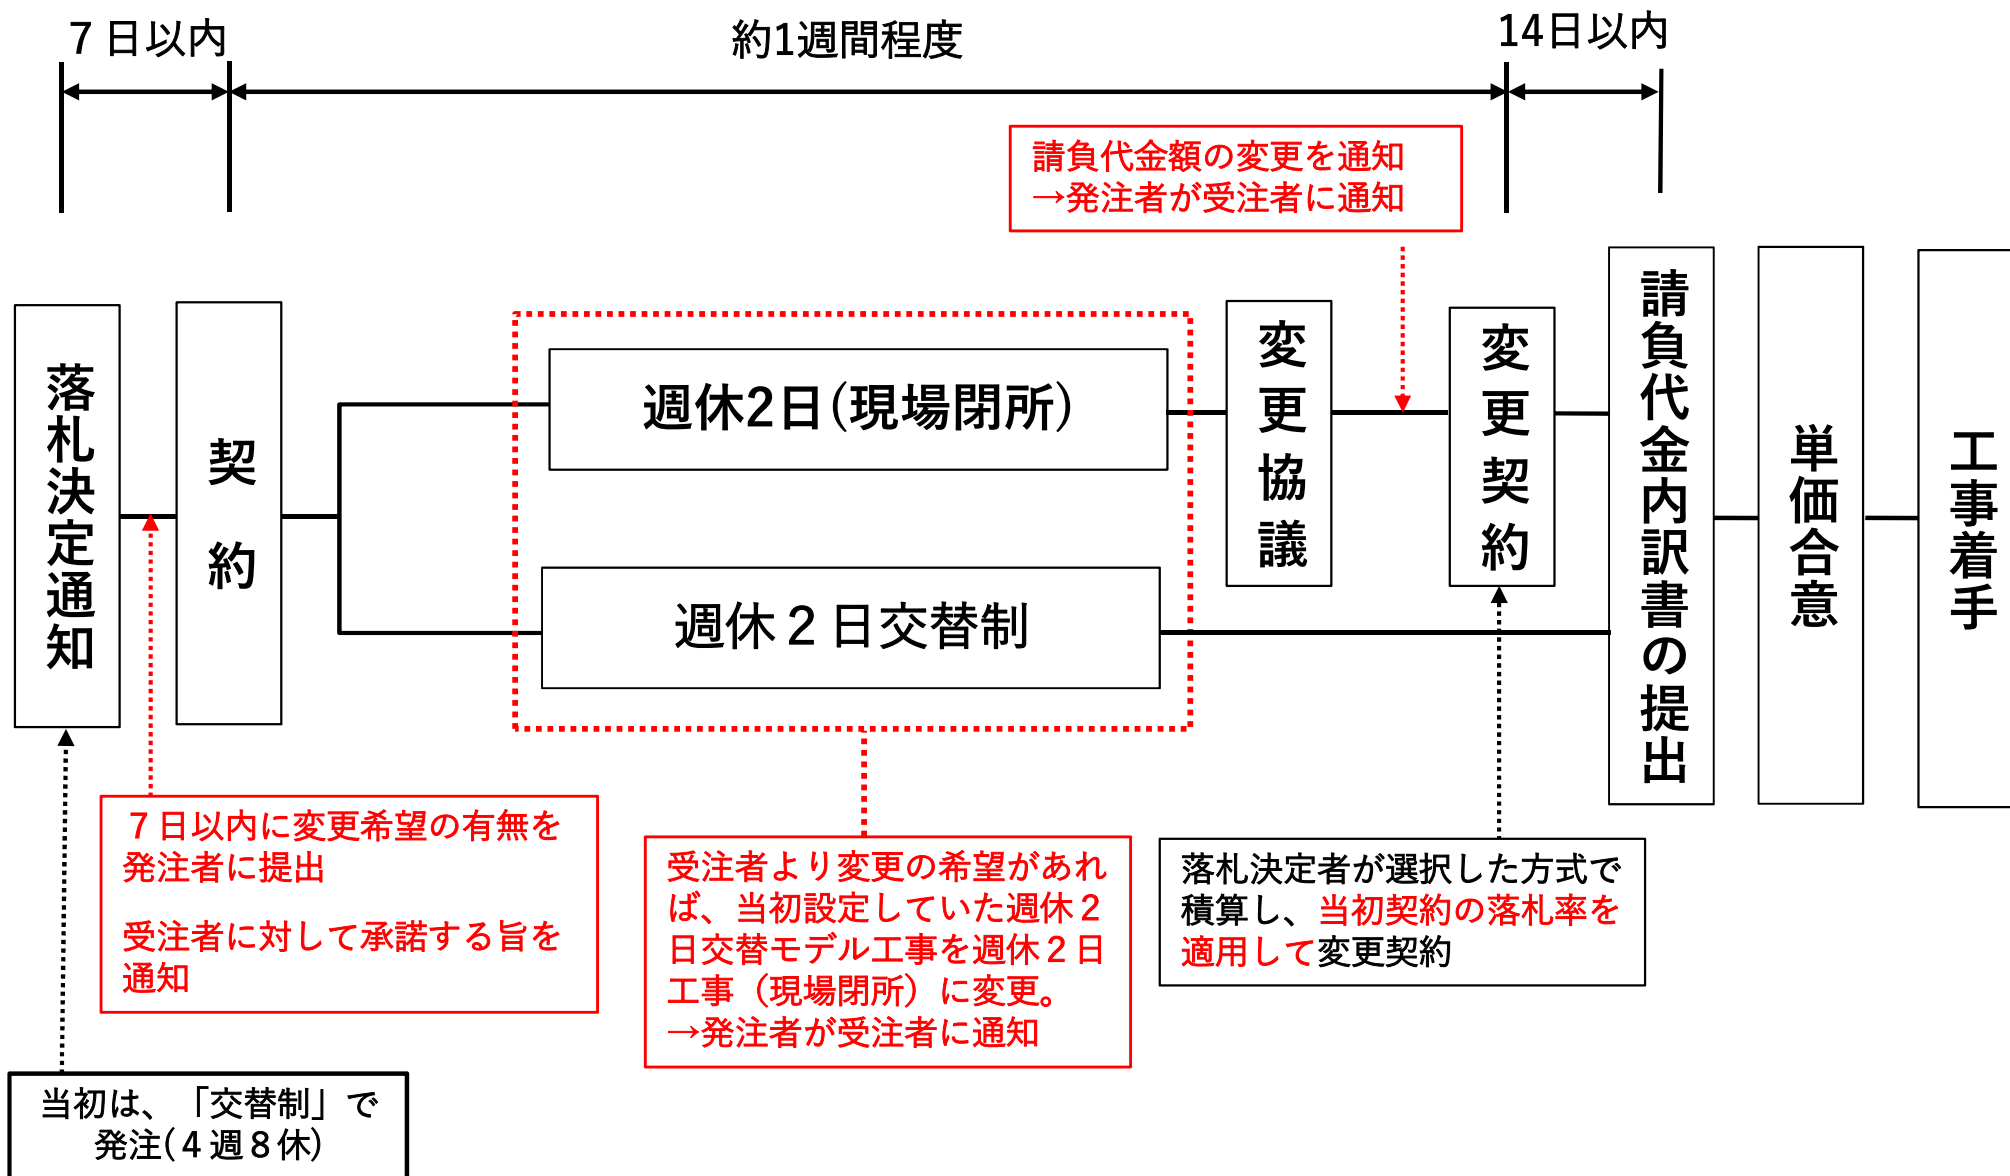 ７日以内
約1週間程度
14日以内
請負代金額の変更を通知
→発注者が受注者に通知
落札決定通知
契約
週休2日(現場閉所)
週休２日交替制
変更協議
変更契約
請負代金内訳書の提出
単価合意
工事着手
７日以内に変更希望の有無を
発注者に提出
受注者に対して承諾する旨を
通知
受注者より変更の希望があれ
ば、当初設定していた週休２
日交替モデル工事を週休２日
工事（現場閉所）に変更。
→発注者が受注者に通知
落札決定者が選択した方式で
積算し、当初契約の落札率を
適用して変更契約
当初は、「交替制」で
発注(４週８休)